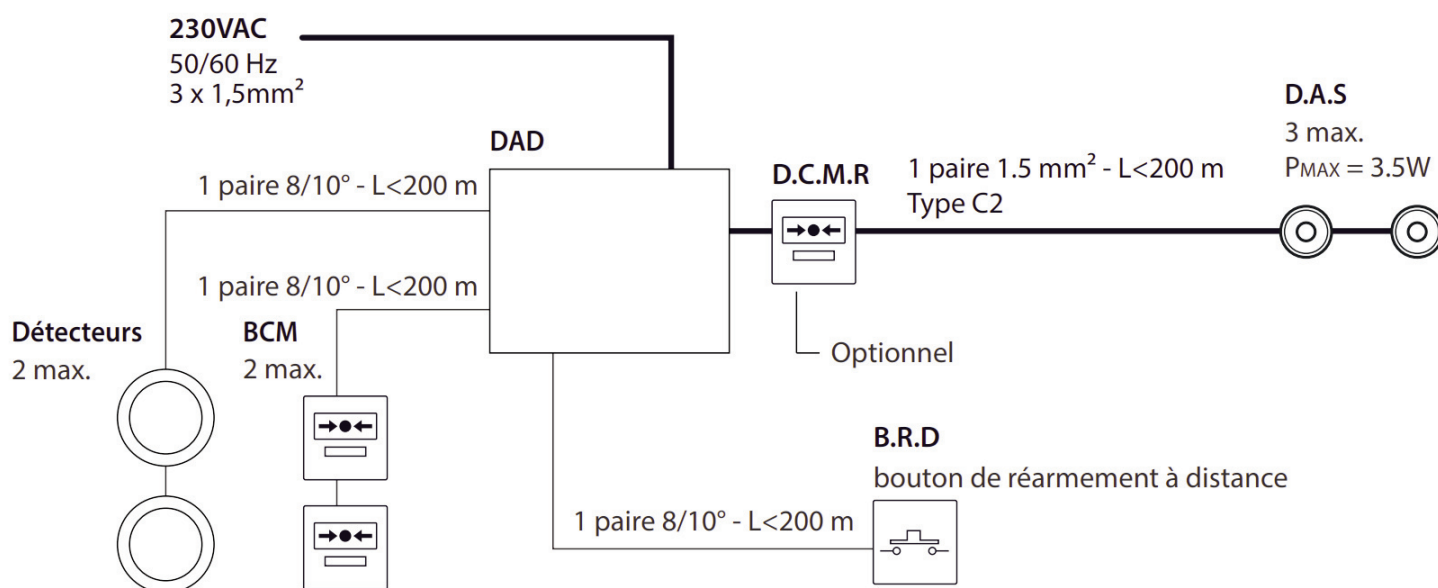 230VAC
50/60 Hz
3 x 1,5mm²
DAD
1 paire 8/10° - L<200 m
D.C.M.R
1 paire 1.5 mm² - L<200 m
Type C2
D.A.S
3 max.
PMAX = 3.5W
1 paire 8/10° - L<200 m
Détecteurs
2 max.
BCM
2 max.
Optionnel
B.R.D
bouton de réarmement à distance
1 paire 8/10° - L<200 m